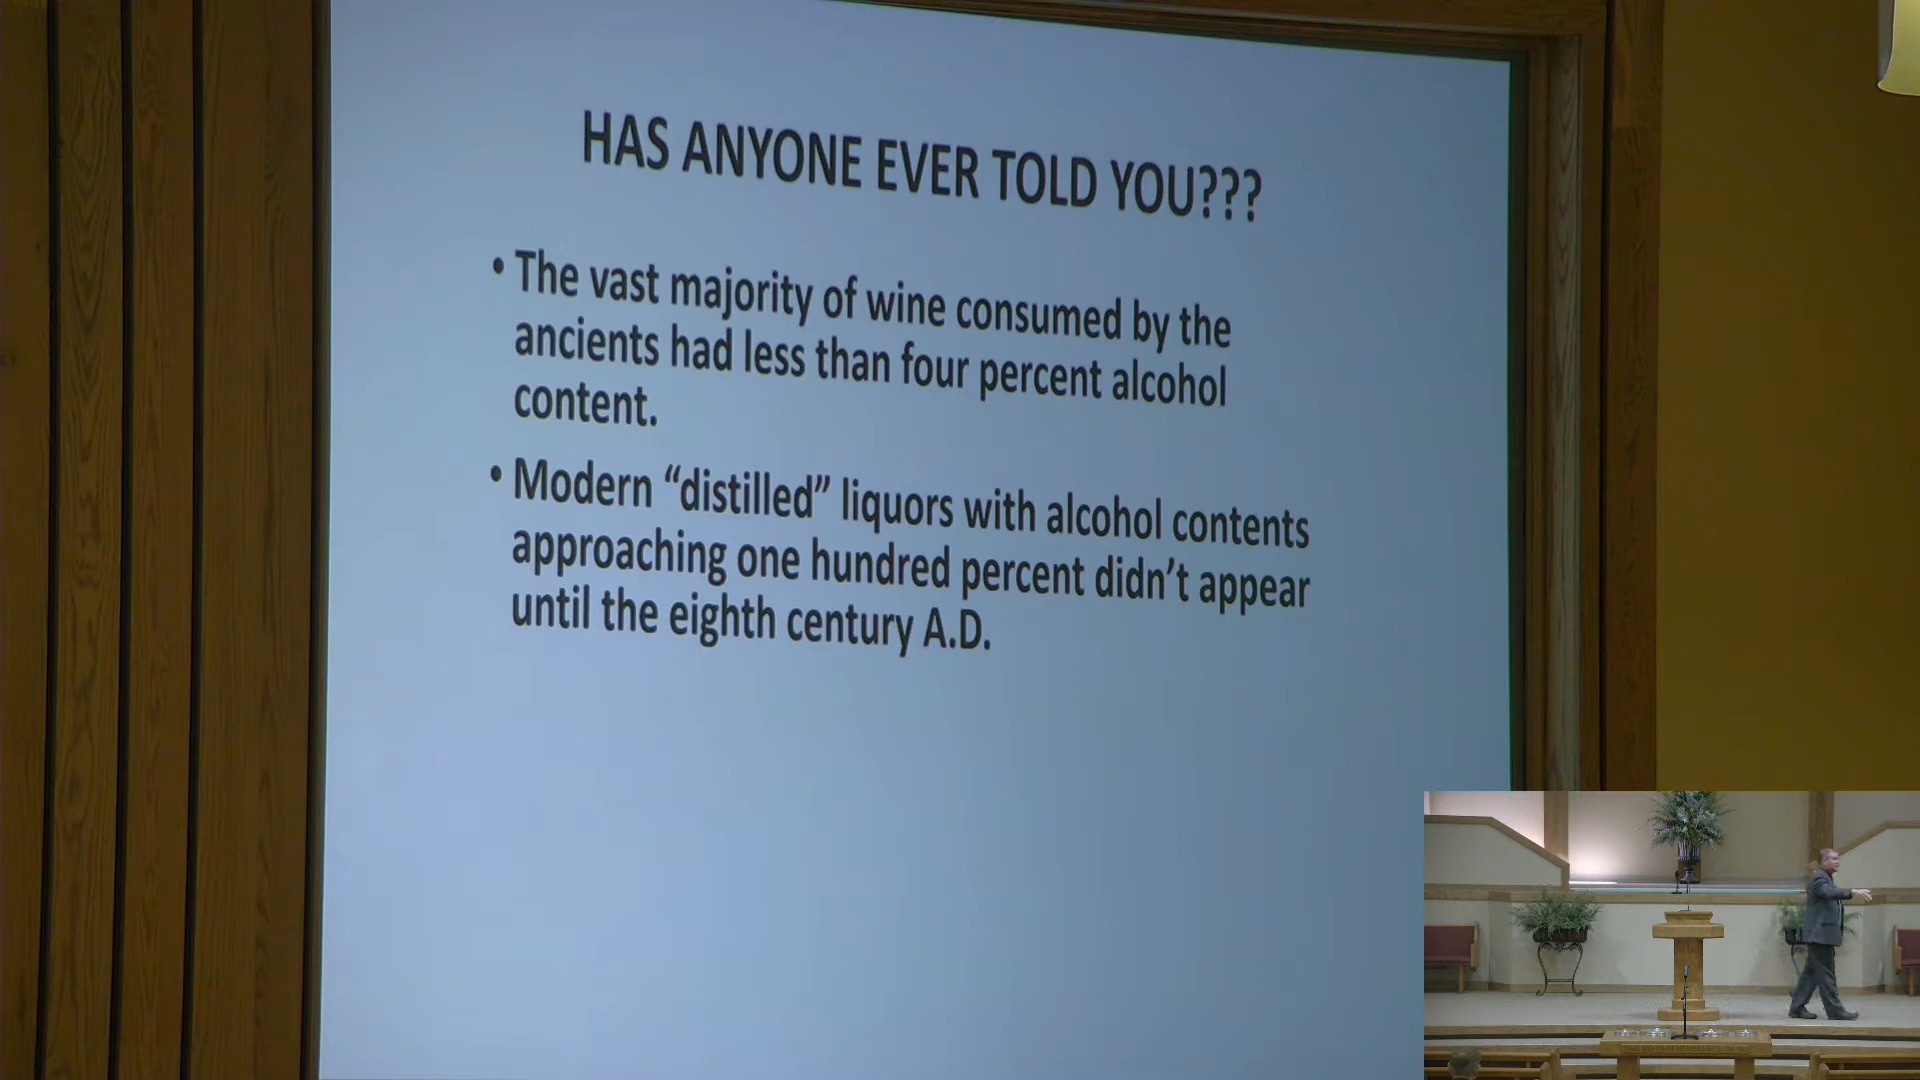 HAS ANYONE EVER TOLD YOU???
• The vast majority of wine consumed by the
ancients had less than four percent alcohol
content.
• Modern “distilled” liquors with alcohol contents
approaching one hundred percent didn’t appear
until the eighth century A.D.